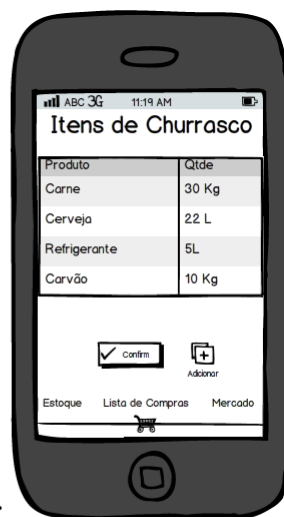 ABC 3G 11:19 AM
Itens de Churrasco
Produto Qtde
Carne 30 Kg
Cerveja 22 L
Refrigerante 5L
Carvão 10 Kg
Confirm
Adicionar
Estoque Lista de Compras Mercado